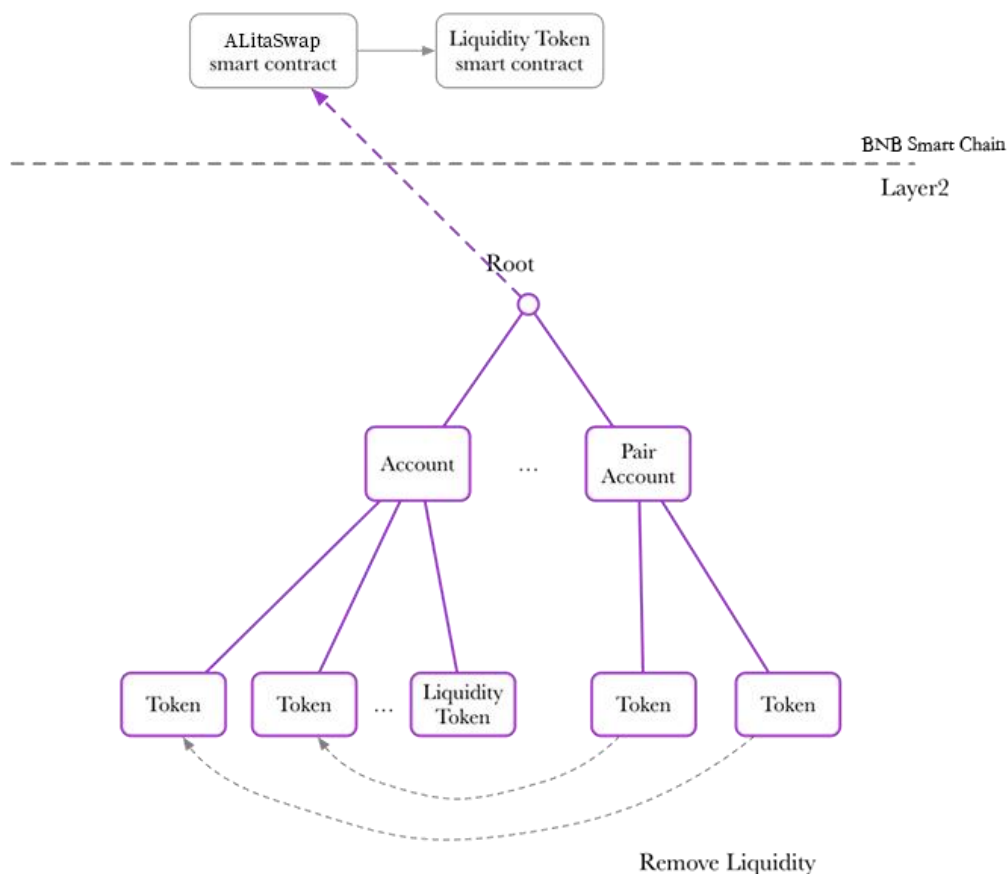 ALitaSwap
smart contract
Liquidity Token
smart contract
BNB Smart Chain
Layer2
Root
Account
...
Pair
Account
Token
Token
...
Liquidity
Token
Token
Token
Remove Liquidity